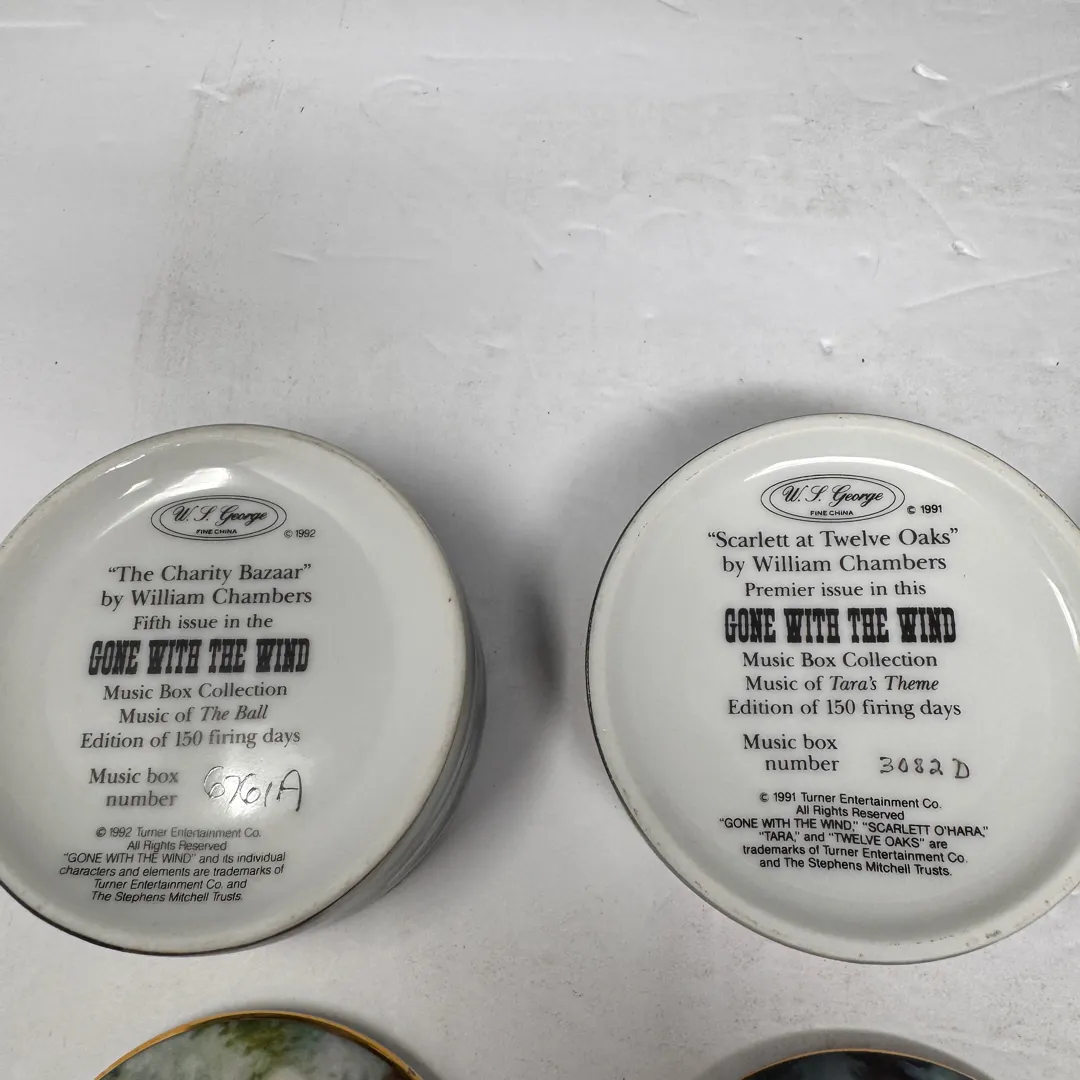 W. S. George
FINE CHINA
© 1992
“The Charity Bazaar”
by William Chambers
Fifth issue in the
GONE WITH THE WIND
Music Box Collection
Music of The Ball
Edition of 150 firing days
Music box
number 6761A
© 1992 Turner Entertainment Co.
All Rights Reserved
“GONE WITH THE WIND” and its individual
characters and elements are trademarks of
Turner Entertainment Co. and
The Stephens Mitchell Trusts.
W. S. George
FINE CHINA
© 1991
“Scarlett at Twelve Oaks”
by William Chambers
Premier issue in this
GONE WITH THE WIND
Music Box Collection
Music of Tara's Theme
Edition of 150 firing days
Music box
number 3082 D
© 1991 Turner Entertainment Co.
All Rights Reserved
“GONE WITH THE WIND,” “SCARLETT O'HARA,”
“TARA,” and “TWELVE OAKS” are
trademarks of Turner Entertainment Co.
and The Stephens Mitchell Trusts.